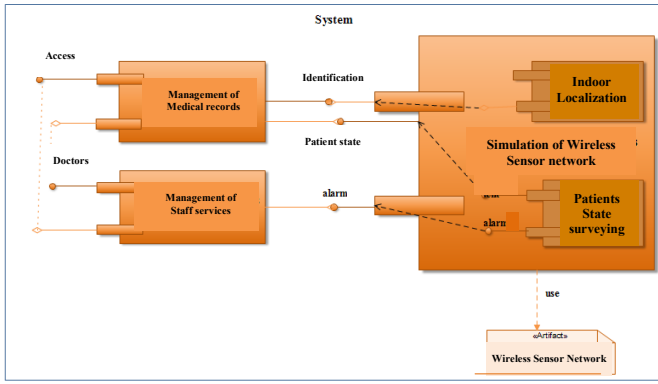 System
Access
Management of
Medical records
Identification
Indoor
Localization
Patient state
Simulation of Wireless
Sensor network
Doctors
Management of
Staff services
alarm
alarm
Patients
State
surveying
use
«Artifact»
Wireless Sensor Network